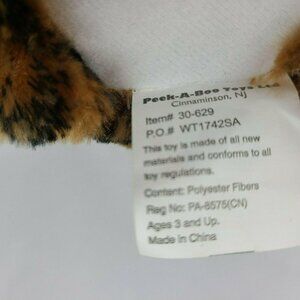 Peek-A-Boo Toys Ltd
Cinnaminson, NJ
Item# 30-629
P.O.# WT1742SA
This toy is made of all new
materials and conforms to all
toy regulations.
Content: Polyester Fibers
Reg No: PA-8575(CN)
Ages 3 and Up.
Made in China